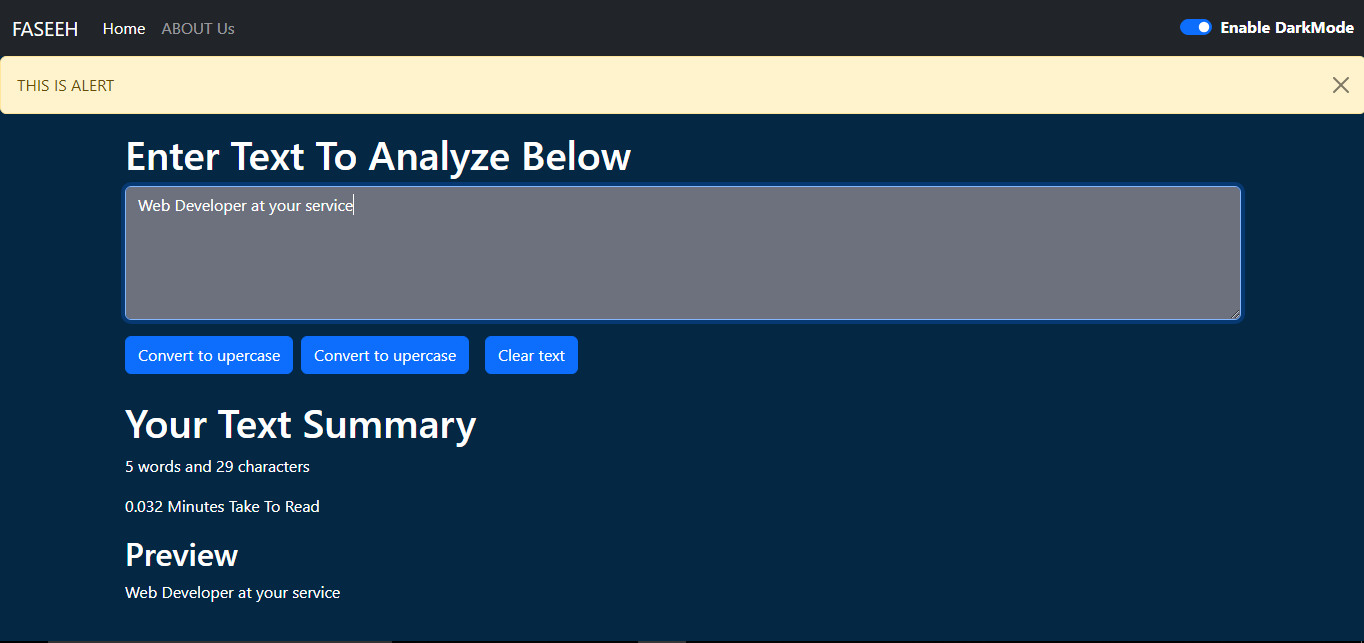 FASEEH Home ABOUT Us Enable DarkMode
THIS IS ALERT
Enter Text To Analyze Below
Web Developer at your service
Convert to upercase Convert to upercase Clear text
Your Text Summary
5 words and 29 characters
0.032 Minutes Take To Read
Preview
Web Developer at your service